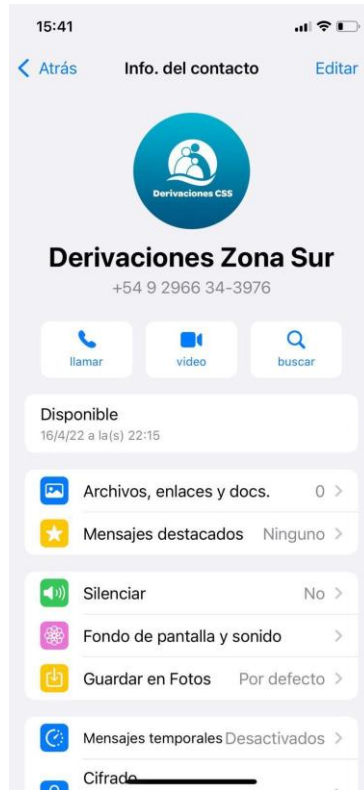 15:41
Atrás Info. del contacto Editar
Derivaciones CSS
Derivaciones Zona Sur
+54 9 2966 34-3976
llamar video buscar
Disponible
16/4/22 a la(s) 22:15
Archivos, enlaces y docs. 0
Mensajes destacados Ninguno
Silenciar No
Fondo de pantalla y sonido
Guardar en Fotos Por defecto
Mensajes temporales Desactivados
Cifrado